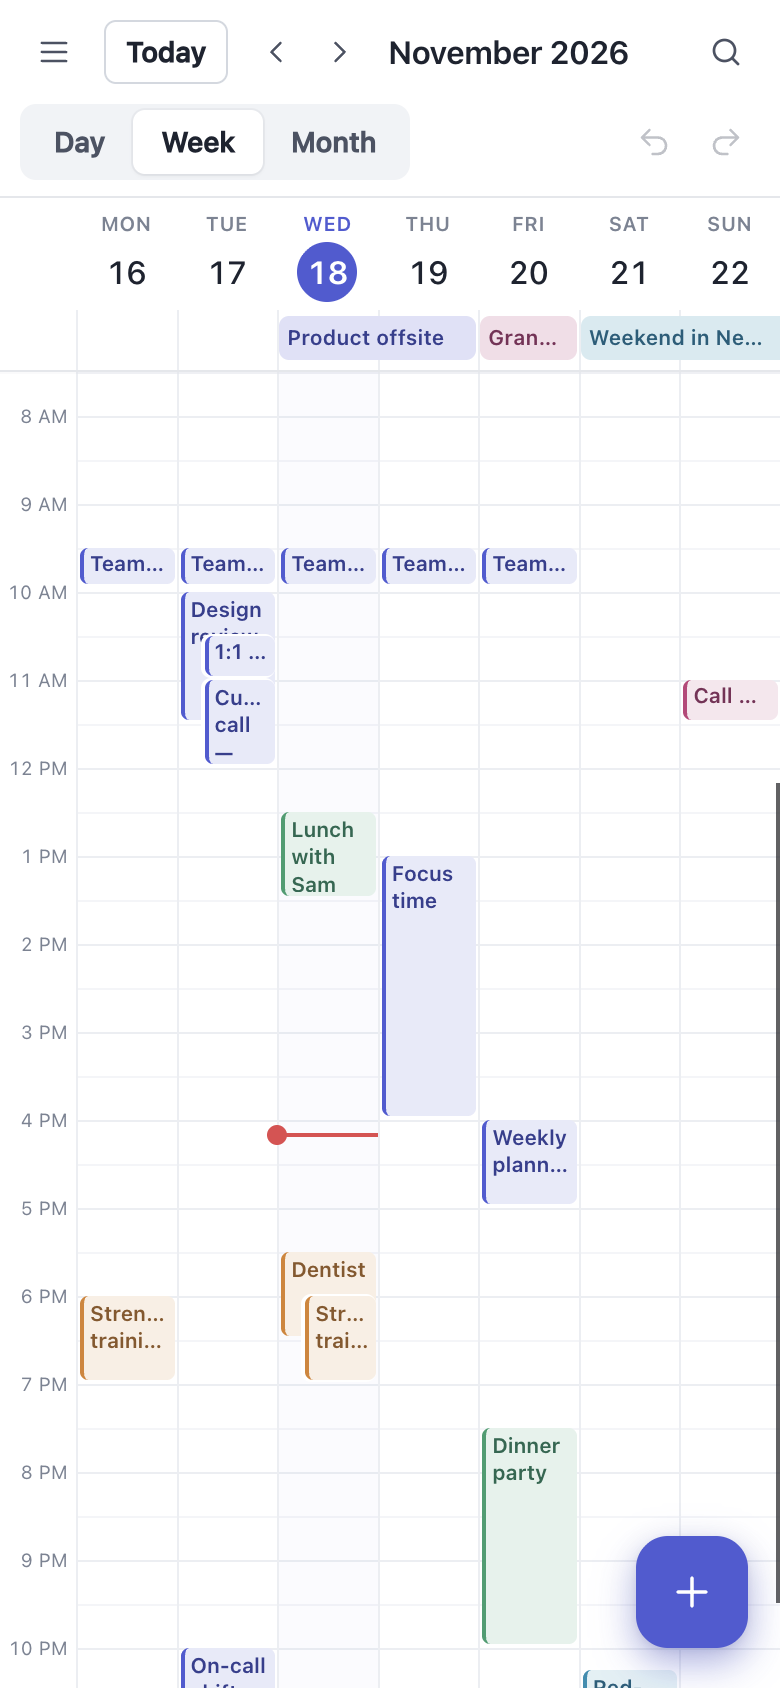 Today
November 2026
Day
Week
Month
MON
TUE
WED
THU
FRI
SAT
SUN
16
17
18
19
20
21
22
Product offsite
Gran...
Weekend in Ne...
8 AM
9 AM
Team...
Team...
Team...
Team...
Team...
10 AM
Design
review
1:1 ...
11 AM
Cu...
call
—
Call ...
12 PM
Lunch
with
Sam
1 PM
Focus
time
2 PM
3 PM
4 PM
Weekly
plann...
5 PM
Dentist
6 PM
Stren...
traini...
Str...
trai...
7 PM
Dinner
party
8 PM
9 PM
10 PM
On-call
Red-